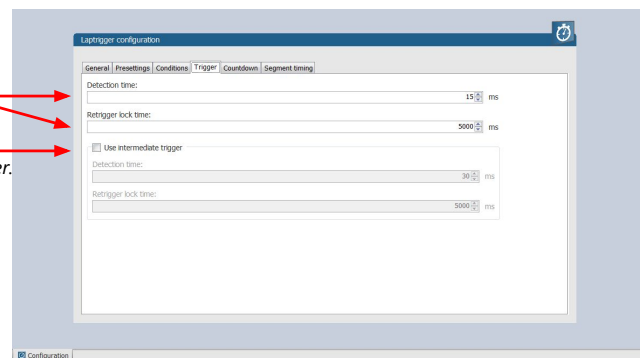 Laptrigger configuration
General Presettings Conditions Trigger Countdown Segment timing
Detection time:
15 ms
Retrigger lock time:
5000 ms
Use intermediate trigger
er.
Detection time:
30 ms
Retrigger lock time:
5000 ms
Configuration